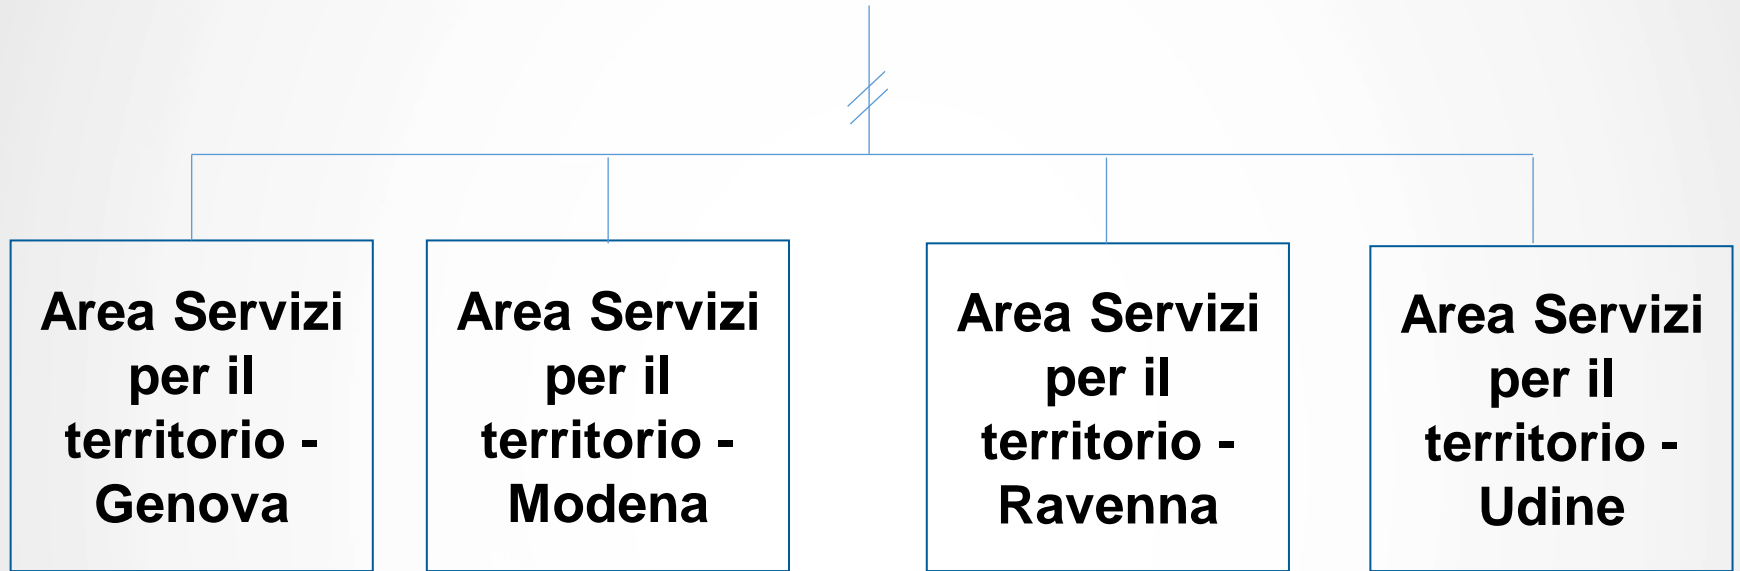 Area Servizi
per il
territorio -
Genova
Area Servizi
per il
territorio -
Modena
Area Servizi
per il
territorio -
Ravenna
Area Servizi
per il
territorio -
Udine